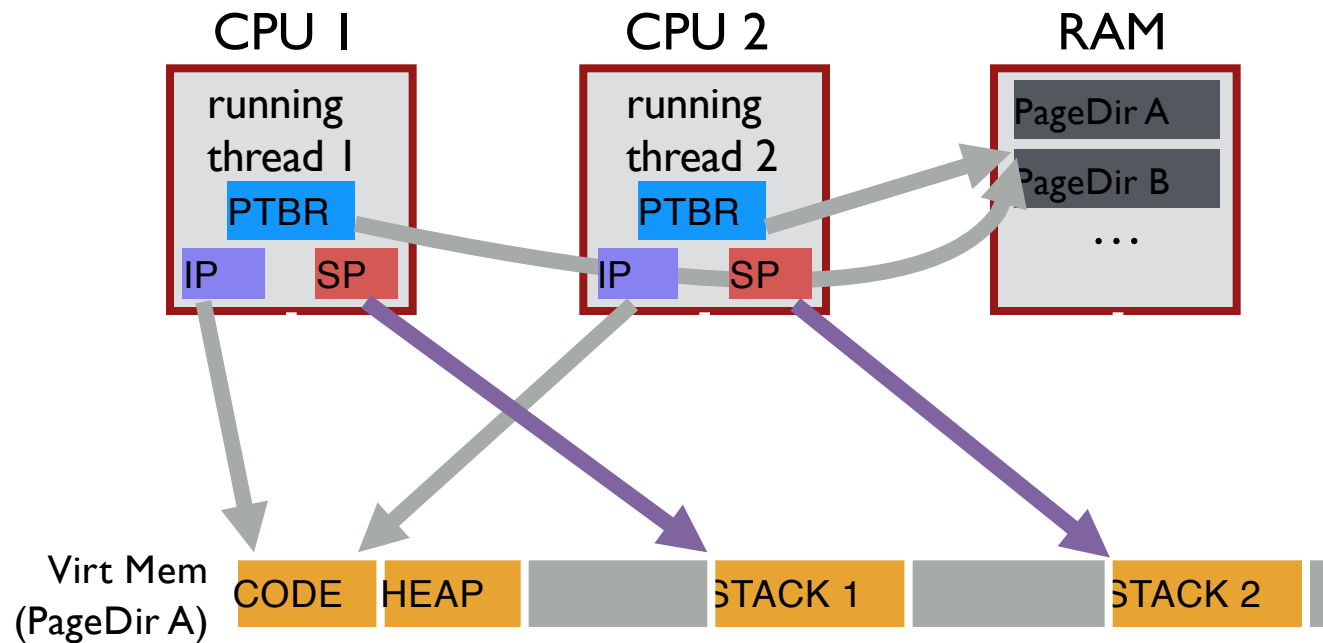 CPU 1
CPU 2
RAM
running
thread 1
PTBR
IP
SP
running
thread 2
PTBR
IP
SP
PageDir A
PageDir B
...
Virt Mem
(PageDir A)
CODE
HEAP
STACK 1
STACK 2